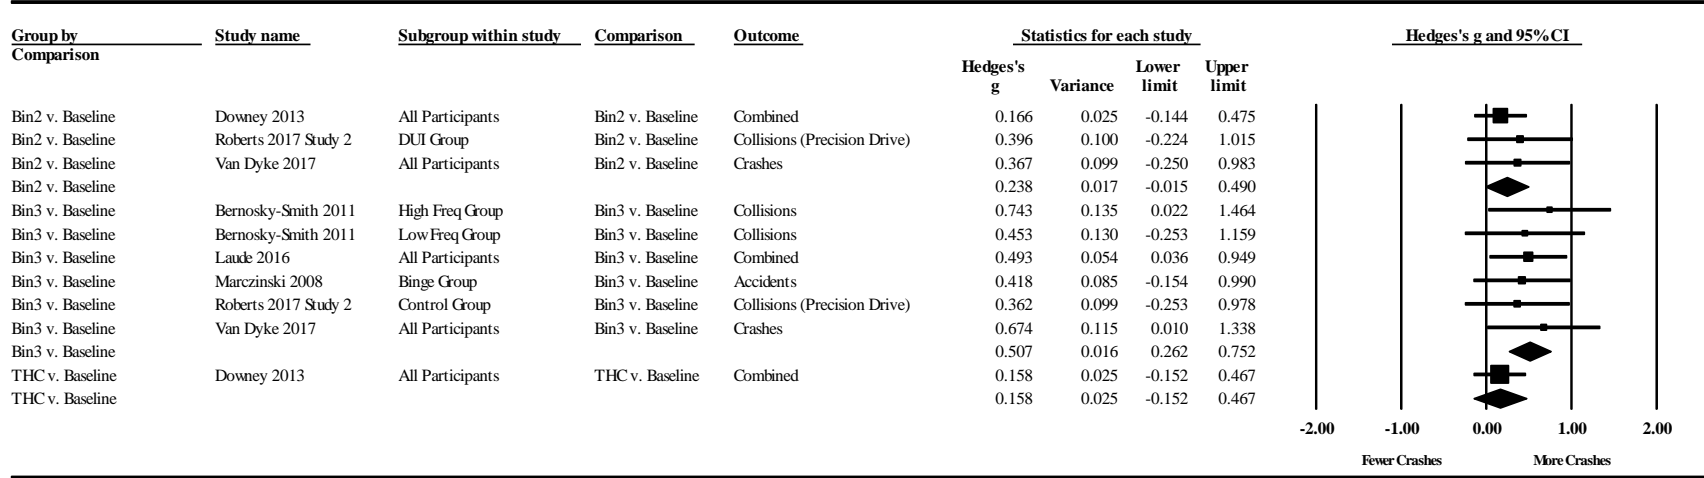 Group by Comparison Study name Subgroup within study Comparison Outcome Statistics for each study Hedges's g and 95% CI
Hedges's g Variance Lower limit Upper limit
Bin2 v. Baseline Downey 2013 All Participants Bin2 v. Baseline Combined 0.166 0.025 -0.144 0.475
Bin2 v. Baseline Roberts 2017 Study 2 DUI Group Bin2 v. Baseline Collisions (Precision Drive) 0.396 0.100 -0.224 1.015
Bin2 v. Baseline Van Dyke 2017 All Participants Bin2 v. Baseline Crashes 0.367 0.099 -0.250 0.983
Bin2 v. Baseline 0.238 0.017 -0.015 0.490
Bin3 v. Baseline Bernosky-Smith 2011 High Freq Group Bin3 v. Baseline Collisions 0.743 0.135 0.022 1.464
Bin3 v. Baseline Bernosky-Smith 2011 Low Freq Group Bin3 v. Baseline Collisions 0.453 0.130 -0.253 1.159
Bin3 v. Baseline Laude 2016 All Participants Bin3 v. Baseline Combined 0.493 0.054 0.036 0.949
Bin3 v. Baseline Marczinski 2008 Binge Group Bin3 v. Baseline Accidents 0.418 0.085 -0.154 0.990
Bin3 v. Baseline Roberts 2017 Study 2 Control Group Bin3 v. Baseline Collisions (Precision Drive) 0.362 0.099 -0.253 0.978
Bin3 v. Baseline Van Dyke 2017 All Participants Bin3 v. Baseline Crashes 0.674 0.115 0.010 1.338
Bin3 v. Baseline 0.507 0.016 0.262 0.752
THC v. Baseline Downey 2013 All Participants THC v. Baseline Combined 0.158 0.025 -0.152 0.467
THC v. Baseline 0.158 0.025 -0.152 0.467
-2.00 -1.00 0.00 1.00 2.00
Fewer Crashes More Crashes